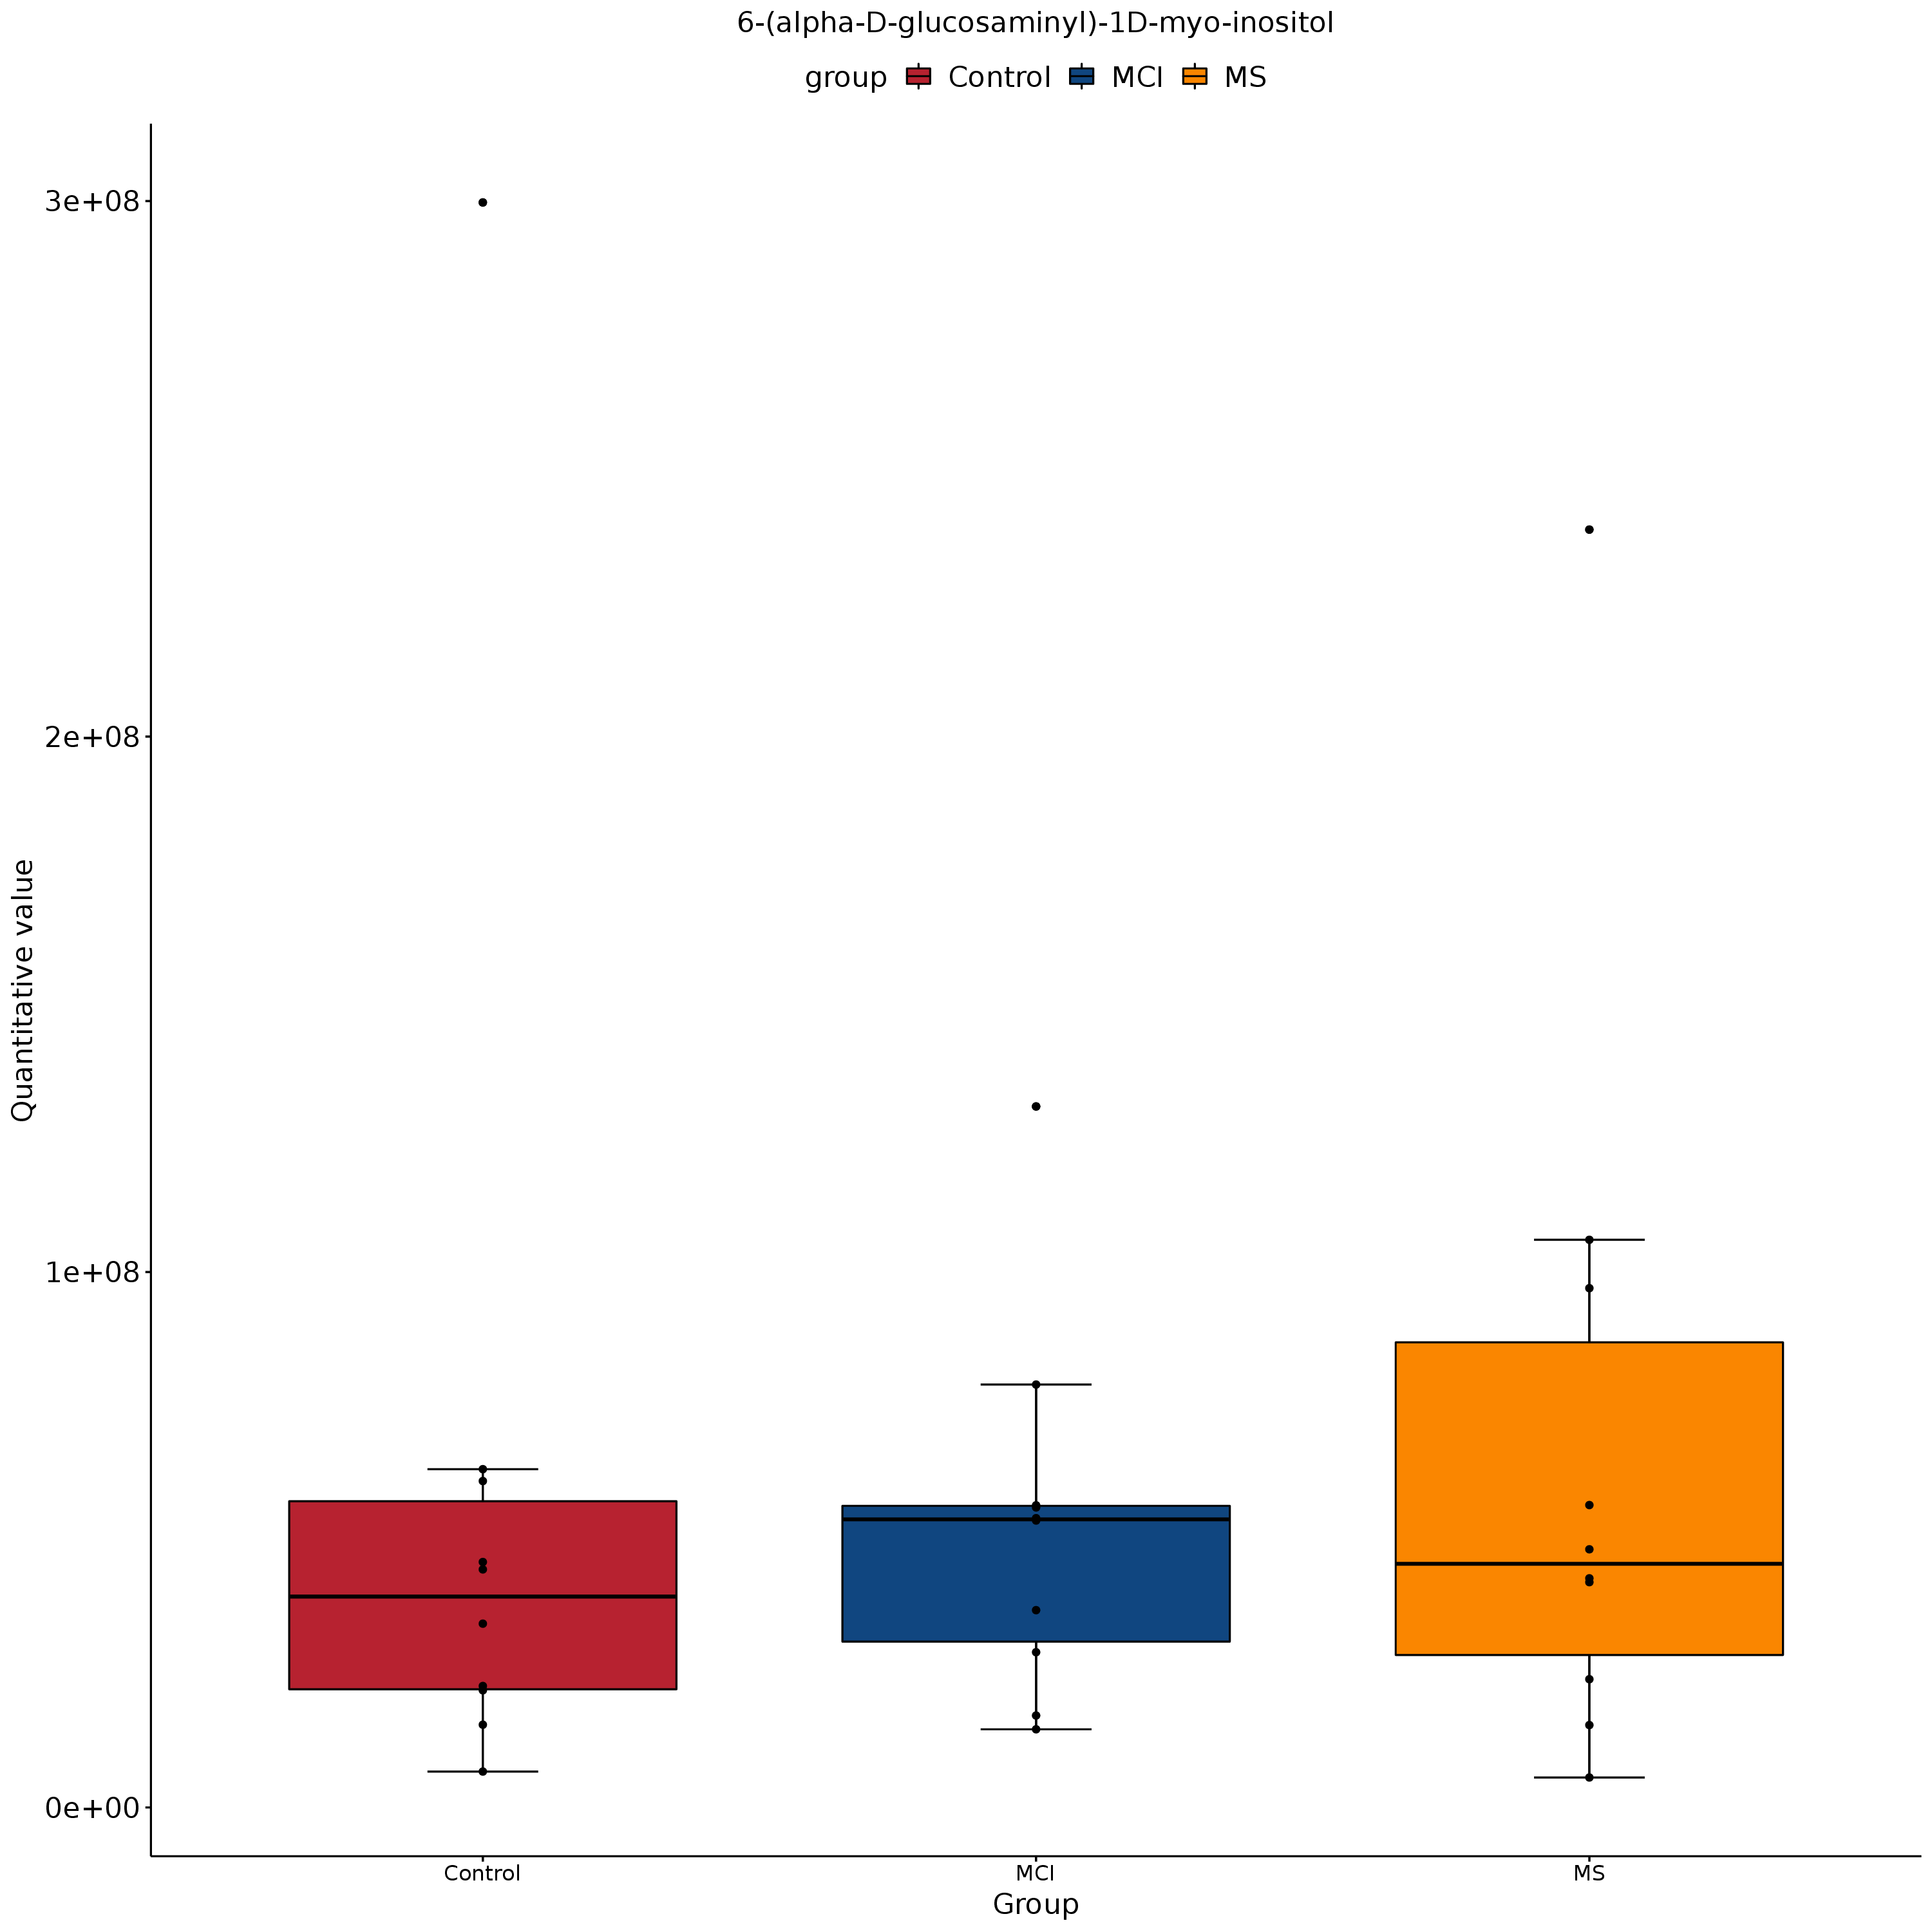 6-(alpha-D-glucosaminyl)-1D-myo-inositol
group Control MCI MS
3e+08
2e+08
1e+08
0e+00
Quantitative value
Control MCI MS
Group